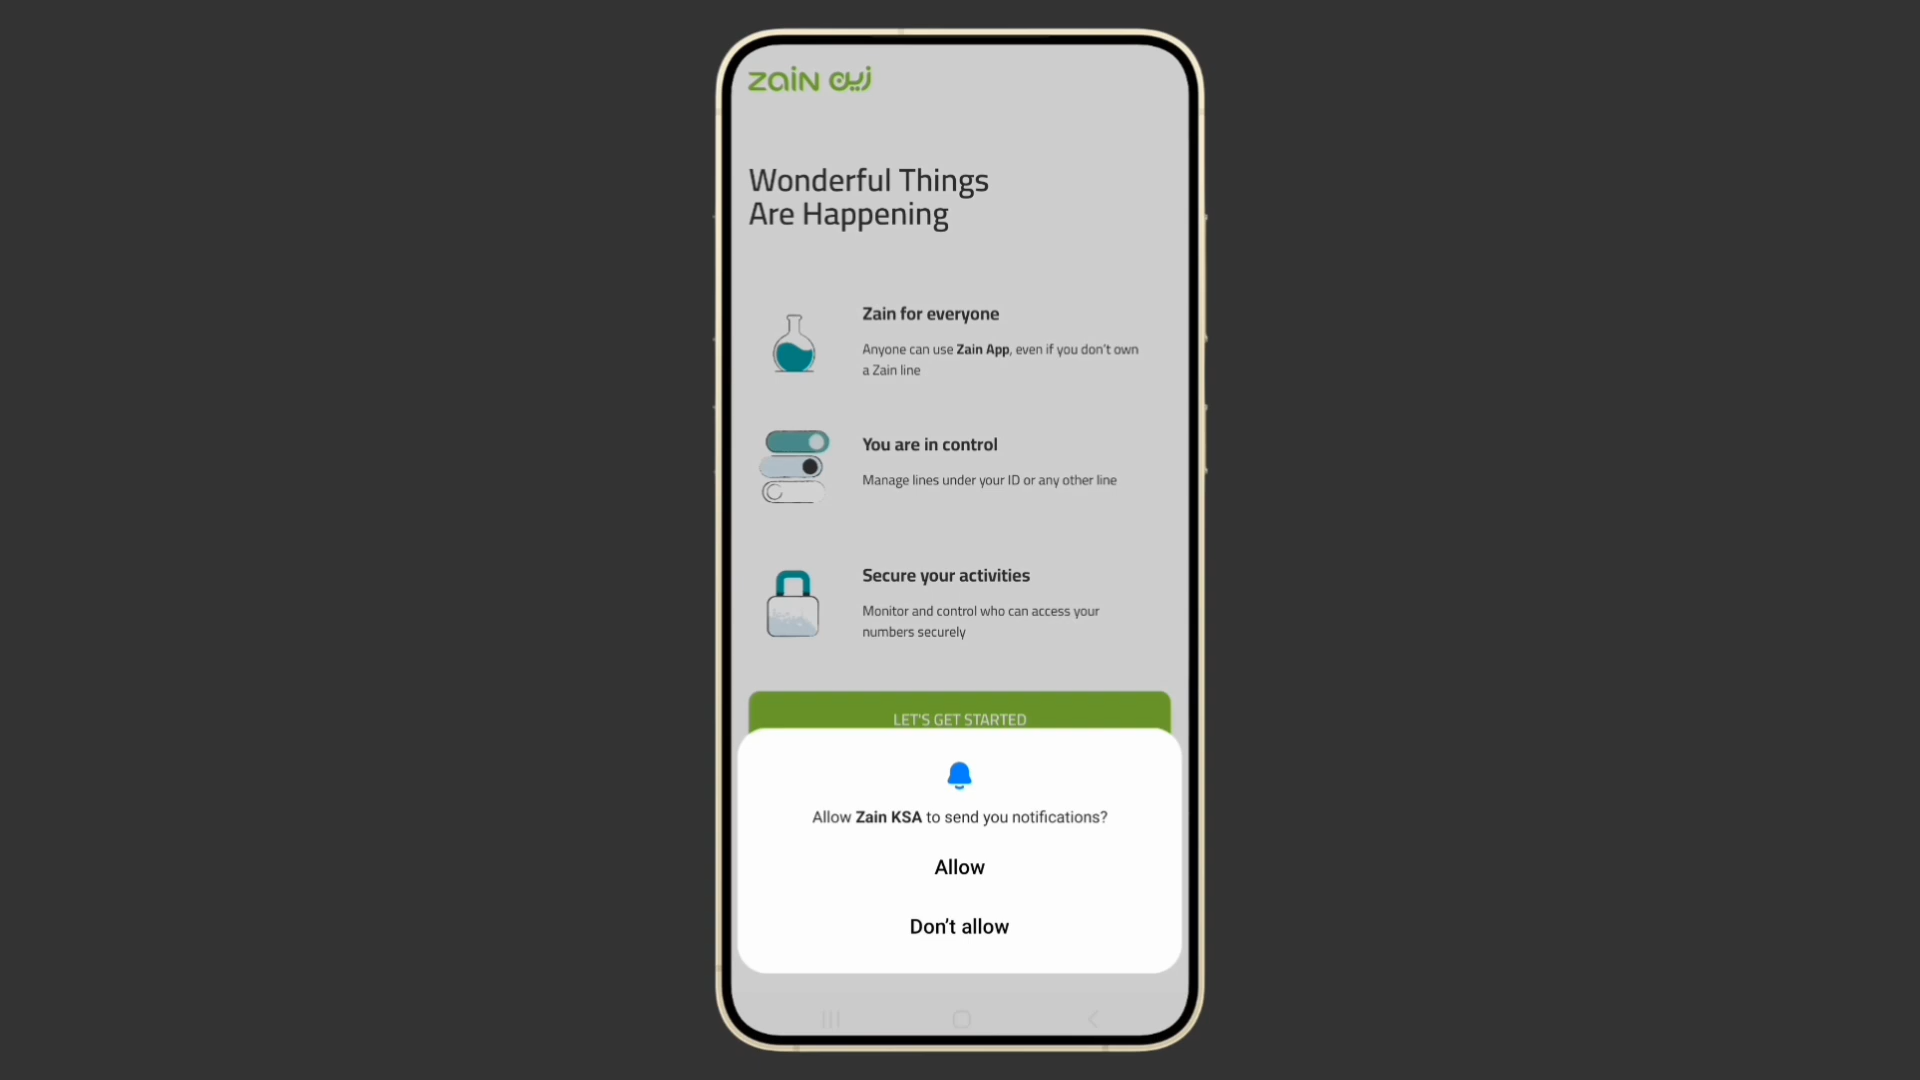 zain زين
Wonderful Things
Are Happening
Zain for everyone
Anyone can use Zain App, even if you don't own
a Zain line
You are in control
Manage lines under your ID or any other line
Secure your activities
Monitor and control who can access your
numbers securely
LET'S GET STARTED
Allow Zain KSA to send you notifications?
Allow
Don’t allow